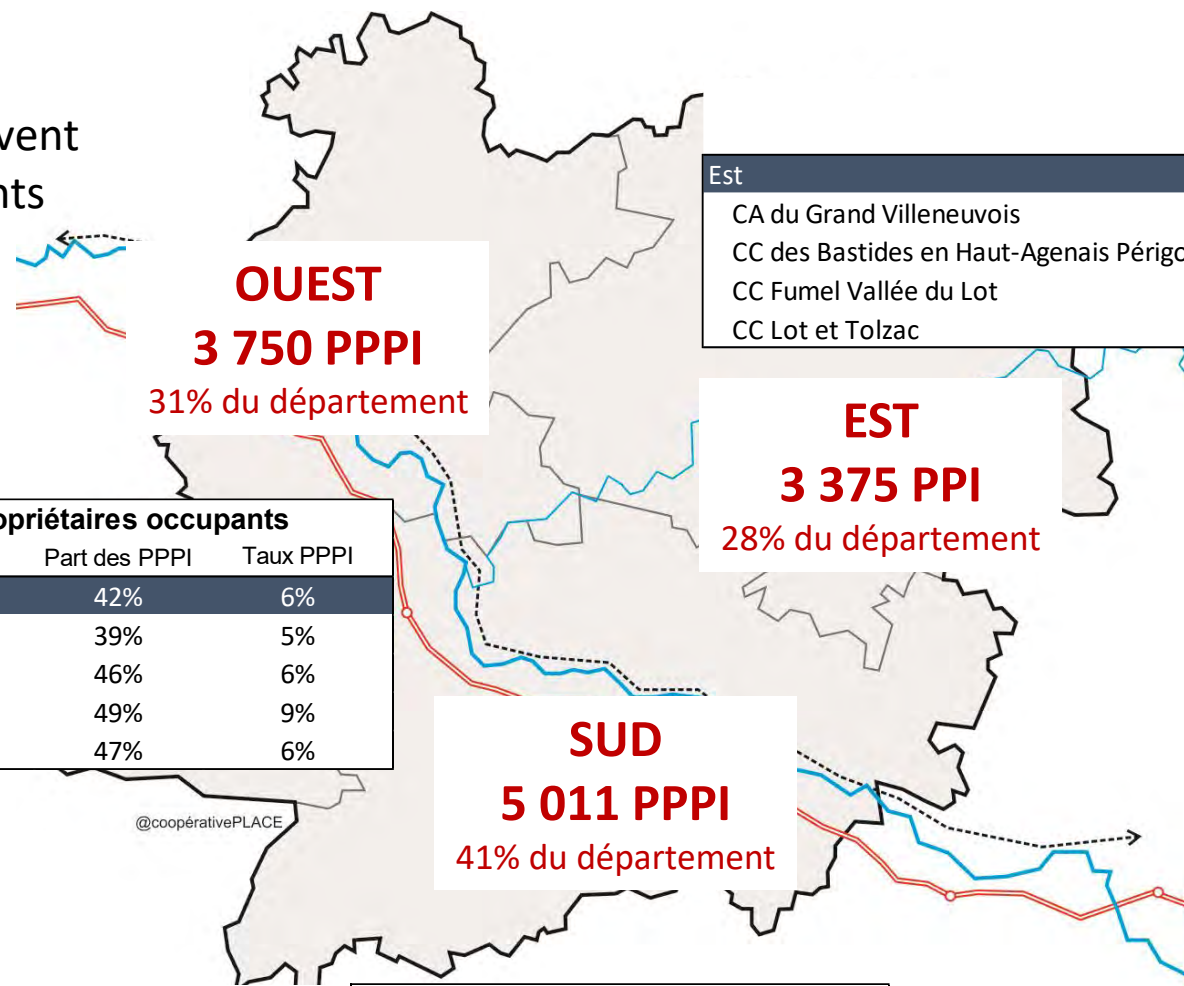 vent
nts
OUEST
3 750 PPPI
31% du département
Est
CA du Grand Villeneuvois
CC des Bastides en Haut-Agenais Périgo
CC Fumel Vallée du Lot
CC Lot et Tolzac
EST
3 375 PPI
28% du département
opriétaires occupants
Part des PPPI Taux PPPI
42% 6%
39% 5%
46% 6%
49% 9%
47% 6%
SUD
5 011 PPPI
41% du département
@coopérativePLACE